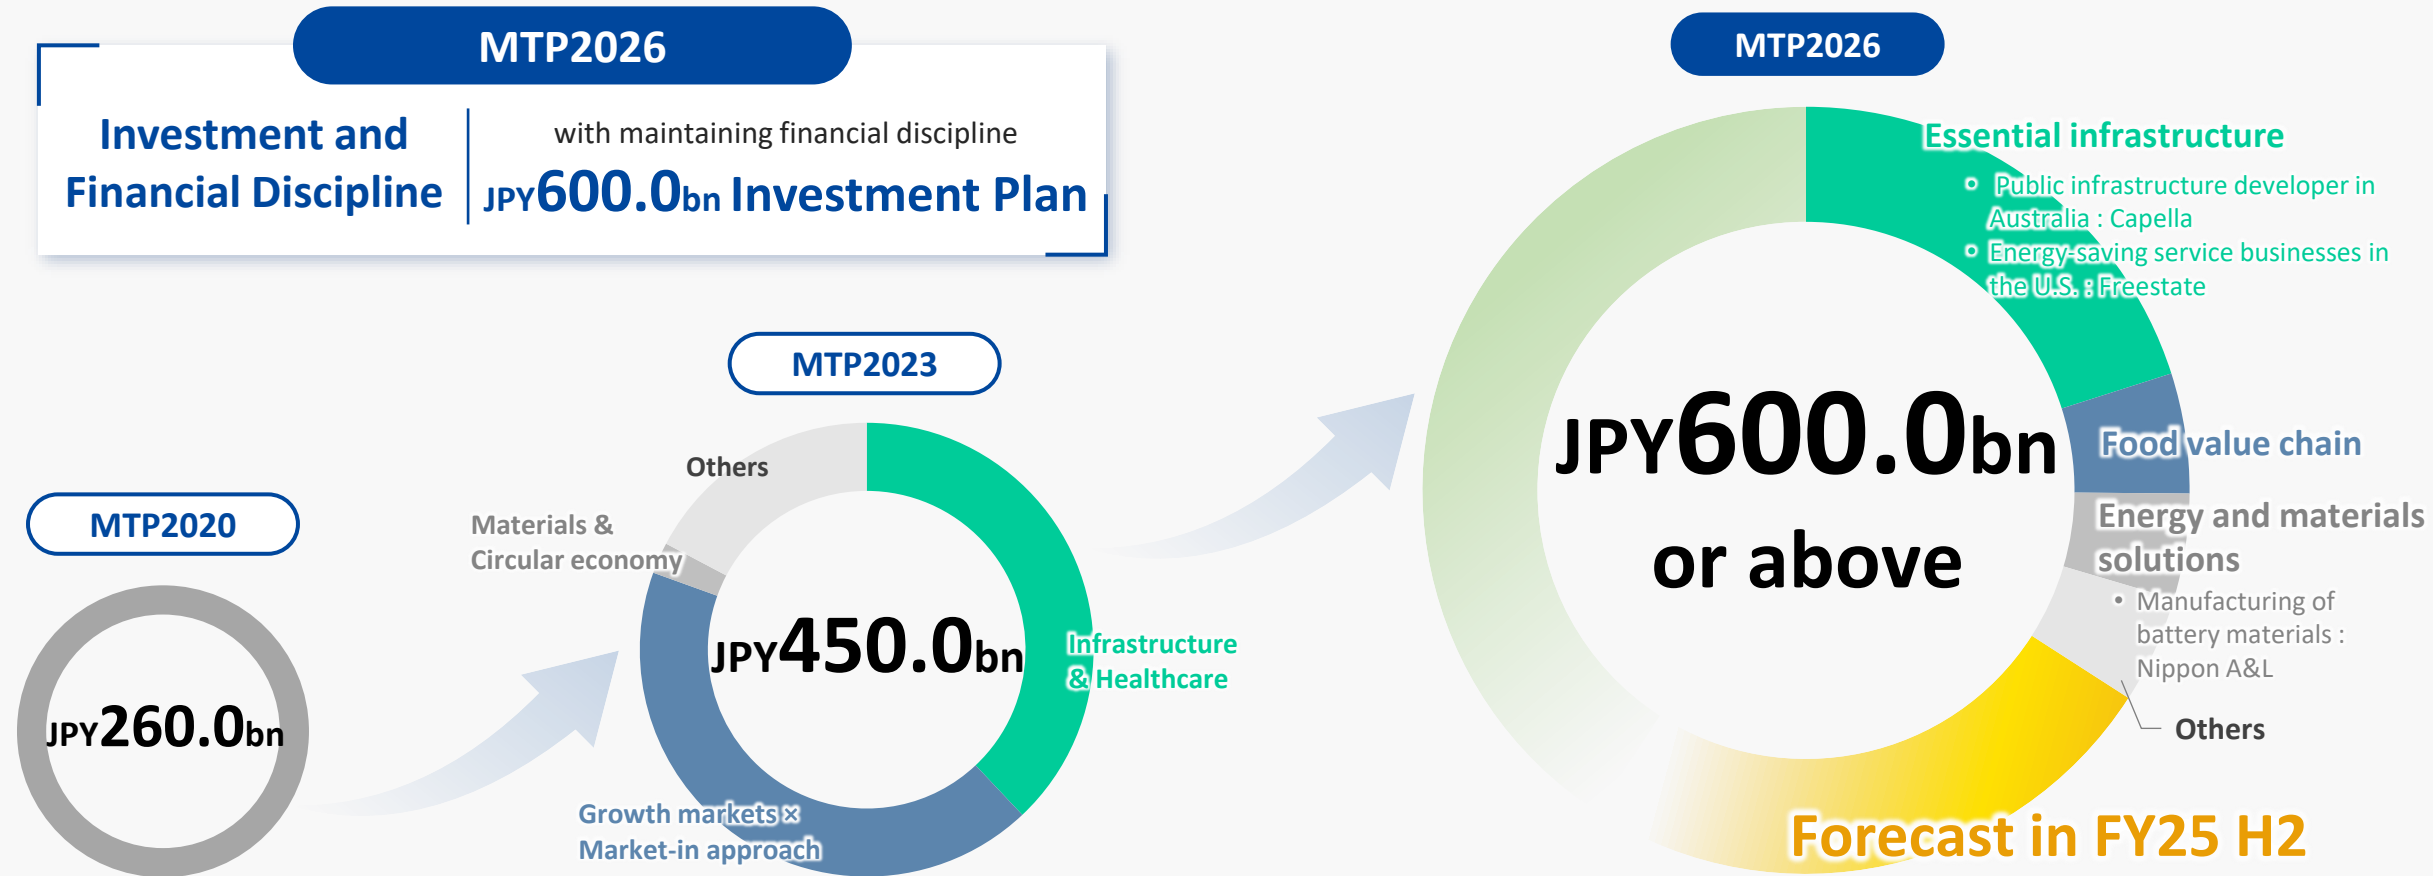 MTP2026
Investment and
Financial Discipline
with maintaining financial discipline
JPY600.0bn Investment Plan
MTP2020
JPY260.0bn
MTP2023
Others
Materials &
Circular economy
JPY450.0bn
Infrastructure
& Healthcare
Growth markets ×
Market-in approach
MTP2026
JPY600.0bn
or above
Essential infrastructure
• Public infrastructure developer in
Australia : Capella
• Energy-saving service businesses in
the U.S. : Freestate
Food value chain
Energy and materials
solutions
• Manufacturing of
battery materials :
Nippon A&L
Others
Forecast in FY25 H2